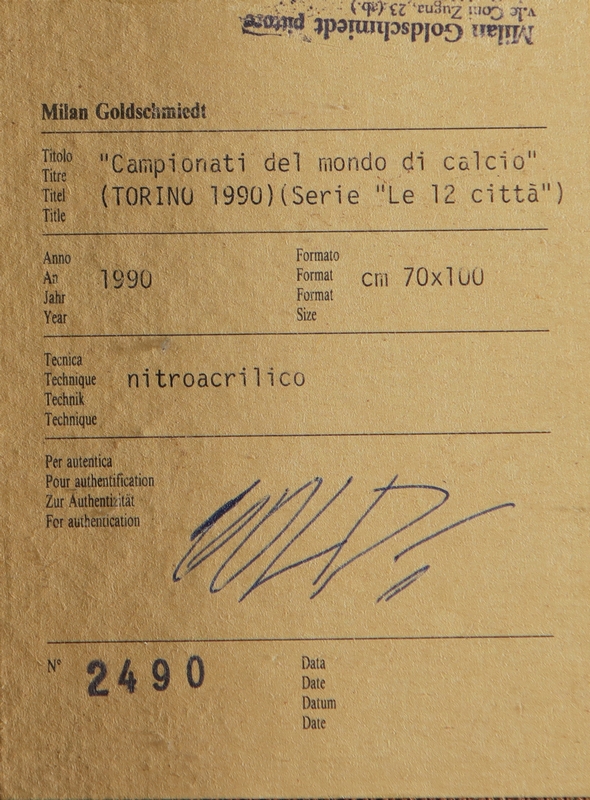 Milan Goldschmiedt pittore
v.le Coni Zugna, 23 (ab.)
Milan Goldschmiedt
Titolo
Titre
Titel
Title
"Campionati del mondo di calcio"
(TORINO 1990)(Serie "Le 12 città")
Anno
An
Jahr
Year
1990
Formato
Format
Format
Size
cm 70x100
Tecnica
Technique
Technik
Technique
nitroacrilico
Per autentica
Pour authentification
Zur Authentizität
For authentication
N° 2490
Data
Date
Datum
Date